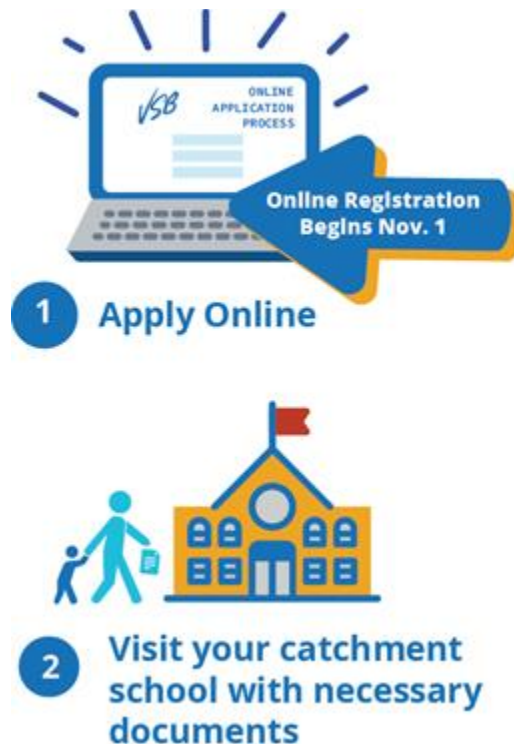 VSB
ONLINE
APPLICATION
PROCESS
Online Registration
Begins Nov. 1
1
Apply Online
2
Visit your catchment
school with necessary
documents